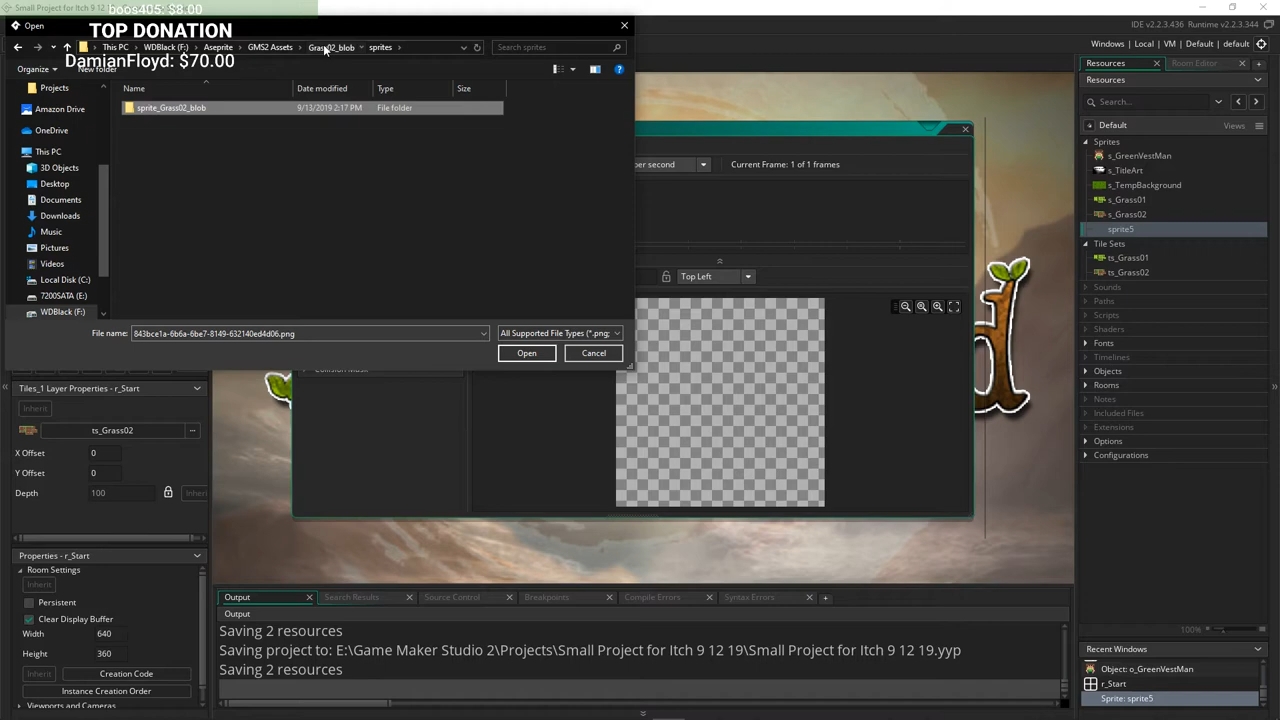 Small Project for Itch 9
boos405: $8.00
IDE v2.2.3.436 Runtime v2.2.3.344
Open
TOP DONATION
This PC
WDBlack (F:)
Aseprite
GMS2 Assets
Grass02_blob
sprites
Search sprites
DamianFloyd: $70.00
Windows | Local | VM | Default | default
Organize
New folder
Resources
Room Editor
Resources
Projects
Name
Date modified
Type
Size
Search...
Amazon Drive
sprite_Grass02_blob
9/13/2019 2:17 PM
File folder
OneDrive
Default
Views
This PC
Sprites
3D Objects
s_GreenVestMan
Desktop
per second
Current Frame: 1 of 1 frames
s_TitleArt
Documents
s_TempBackground
Downloads
s_Grass01
Music
s_Grass02
Pictures
sprite5
Videos
Tile Sets
Local Disk (C:)
ts_Grass01
7200SATA (E:)
Top Left
ts_Grass02
WDBlack (F:)
Sounds
Paths
File name:
843bce1a-6b6a-6be7-8149-632140ed4d06.png
All Supported File Types (*.png;
Scripts
Shaders
Open
Cancel
Fonts
Timelines
Collision Mask
Objects
Tiles_1 Layer Properties - r_Start
Rooms
Inherit
Notes
Included Files
ts_Grass02
...
Extensions
X Offset
0
Options
Y Offset
0
Configurations
Depth
100
Inherit
d
Properties - r_Start
Room Settings
Inherit
Output
Search Results
Source Control
Breakpoints
Compile Errors
Syntax Errors
Persistent
Output
Clear Display Buffer
Saving 2 resources
100%
Width
640
Saving project to: E:\Game Maker Studio 2\Projects\Small Project for Itch 9 12 19\Small Project for Itch 9 12 19.yyp
Recent Windows
Height
360
Saving 2 resources
Object: o_GreenVestMan
Inherit
Creation Code
r_Start
Instance Creation Order
Sprite: sprite5
Viewports and Cameras